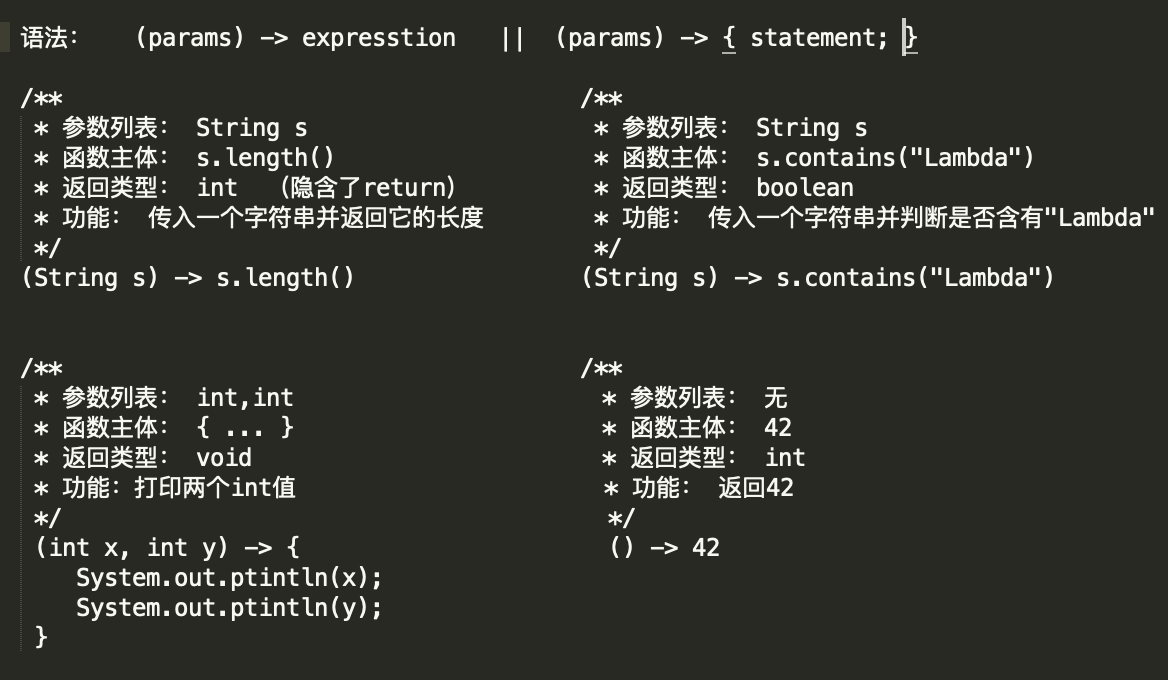 语法:    (params) -> expresstion   ||  (params) -> { statement; }
/**
 * 参数列表: String s
 * 函数主体: s.length()
 * 返回类型: int  （隐含了return）
 * 功能: 传入一个字符串并返回它的长度
 */
(String s) -> s.length()
/**
 * 参数列表: String s
 * 函数主体: s.contains("Lambda")
 * 返回类型: boolean
 * 功能: 传入一个字符串并判断是否含有"Lambda"
 */
(String s) -> s.contains("Lambda")
/**
 * 参数列表: int,int
 * 函数主体: { ... }
 * 返回类型: void
 * 功能: 打印两个int值
 */
(int x, int y) -> {
   System.out.ptintln(x);
   System.out.ptintln(y);
}
/**
 * 参数列表: 无
 * 函数主体: 42
 * 返回类型: int
 * 功能: 返回42
 */
() -> 42